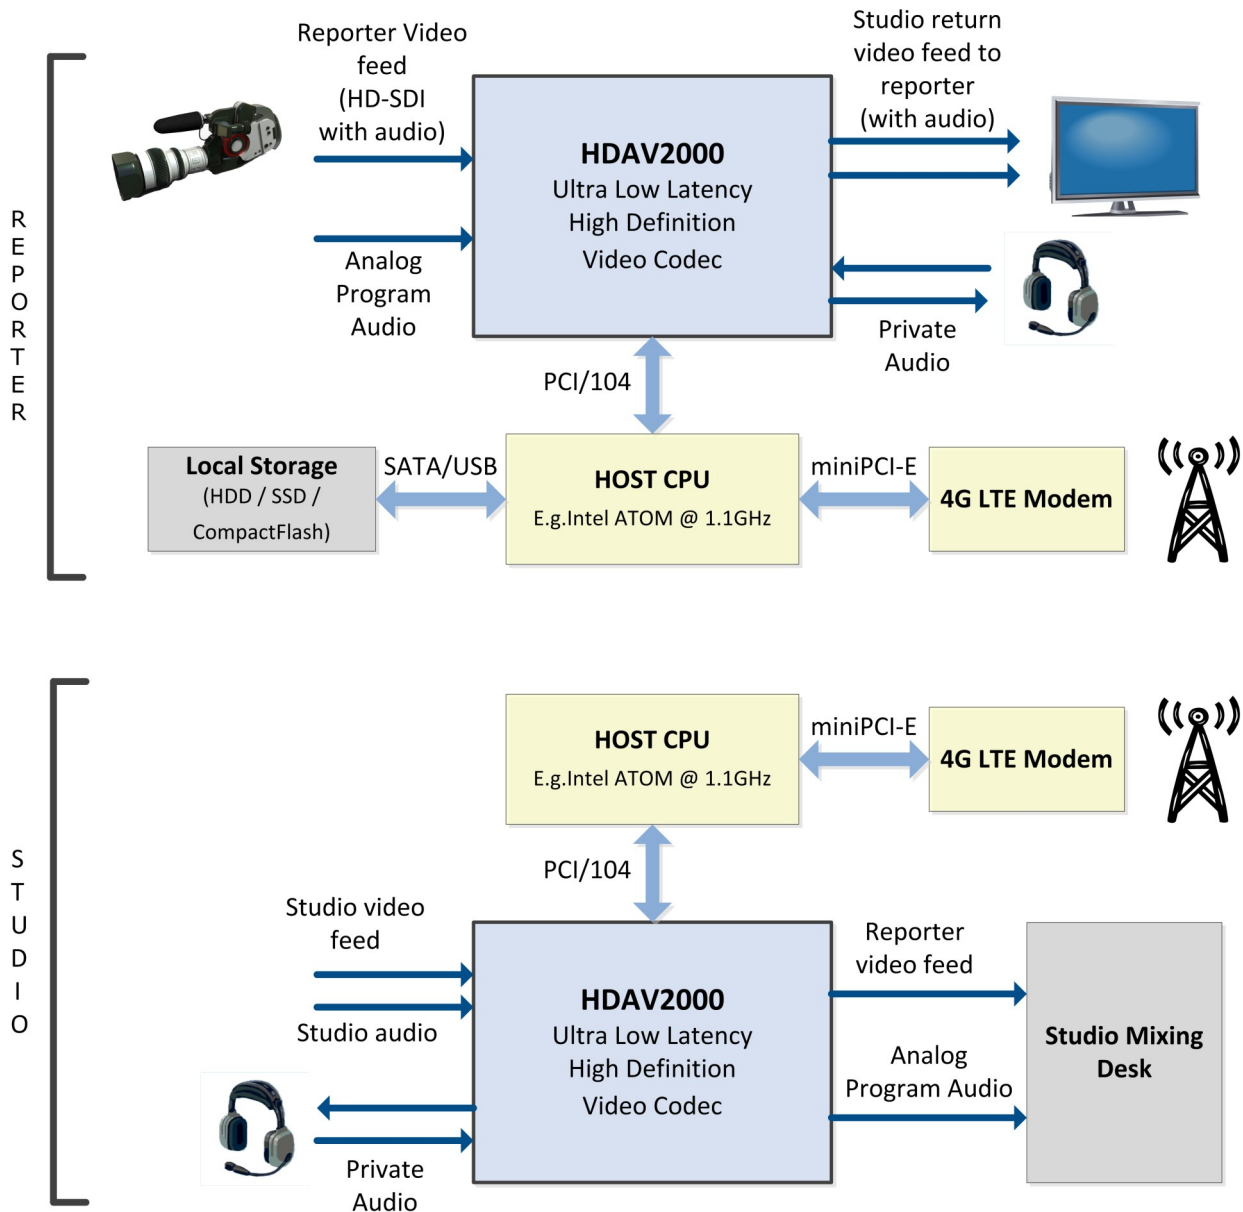 REPORTER
Reporter Video
feed
(HD-SDI
with audio)
Analog
Program
Audio
HDAV2000
Ultra Low Latency
High Definition
Video Codec
Studio return
video feed to
reporter
(with audio)
Private
Audio
PCI/104
Local Storage
(HDD / SSD /
CompactFlash)
SATA/USB
HOST CPU
E.g.Intel ATOM @ 1.1GHz
miniPCI-E
4G LTE Modem
STUDIO
HOST CPU
E.g.Intel ATOM @ 1.1GHz
miniPCI-E
4G LTE Modem
PCI/104
Studio video
feed
Studio audio
Private
Audio
HDAV2000
Ultra Low Latency
High Definition
Video Codec
Reporter
video feed
Analog
Program Audio
Studio Mixing
Desk